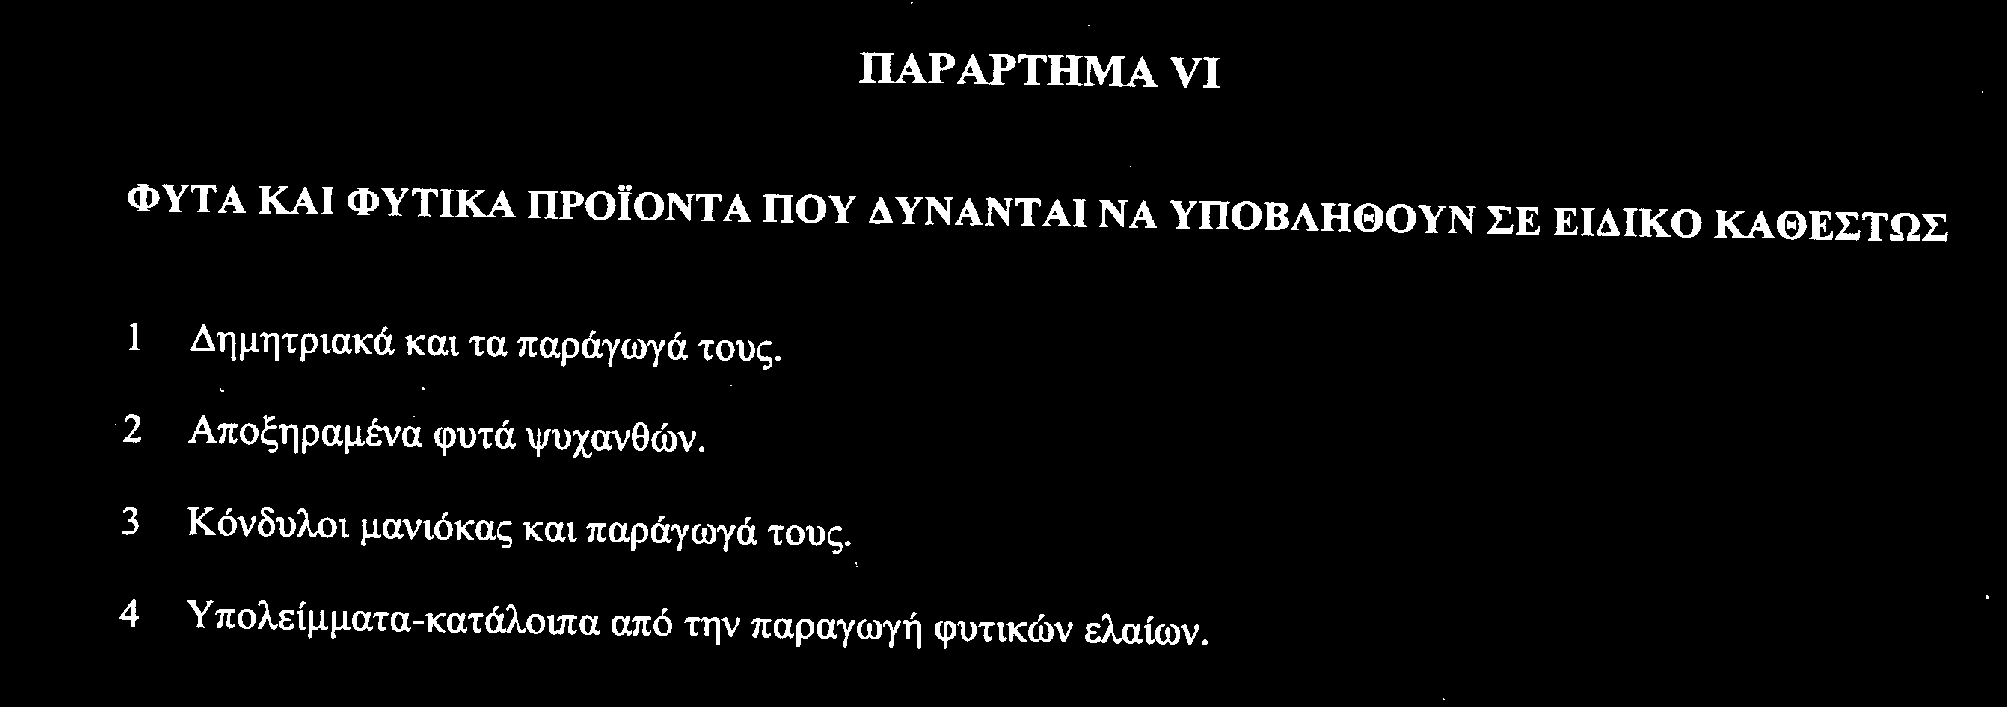 ΠΑΡΑΡΤΗΜΑ VI
ΦΥΤΑ ΚΑΙ ΦΥΤΙΚΑ ΠΡΟΪΟΝΤΑ ΠΟΥ ΔΥΝΑΝΤΑΙ ΝΑ ΥΠΟΒΛΗΘΟΥΝ ΣΕ ΕΙΔΙΚΟ ΚΑΘΕΣΤΩΣ
1 Δημητριακά και τα παράγωγά τους.
2 Αποξηραμένα φυτά ψυχανθών.
3 Κόνδυλοι μανιόκας και παράγωγά τους.
4 Υπολείμματα-κατάλοιπα από την παραγωγή φυτικών ελαίων.